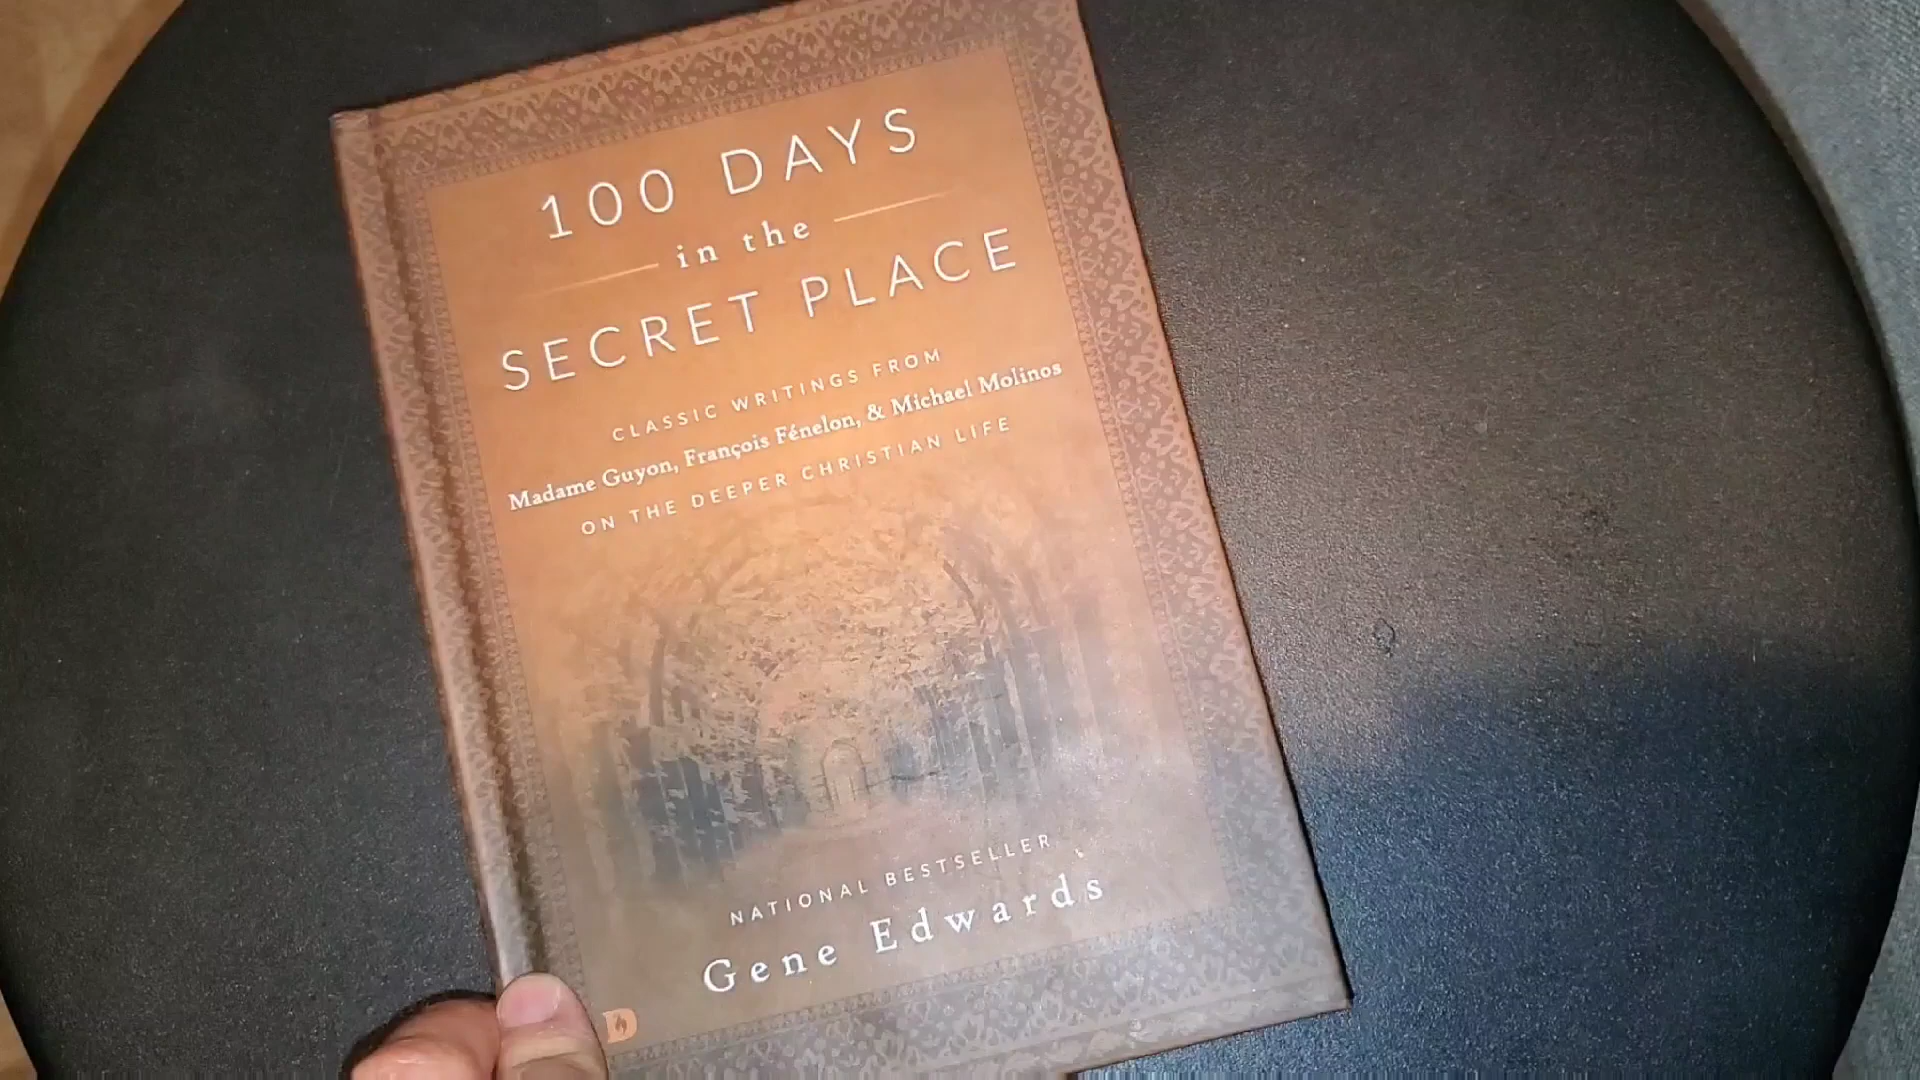 100 DAYS
in the
SECRET PLACE
CLASSIC WRITINGS FROM
Madame Guyon, François Fénelon, & Michael Molinos
ON THE DEEPER CHRISTIAN LIFE
NATIONAL BESTSELLER
Gene Edwards
D